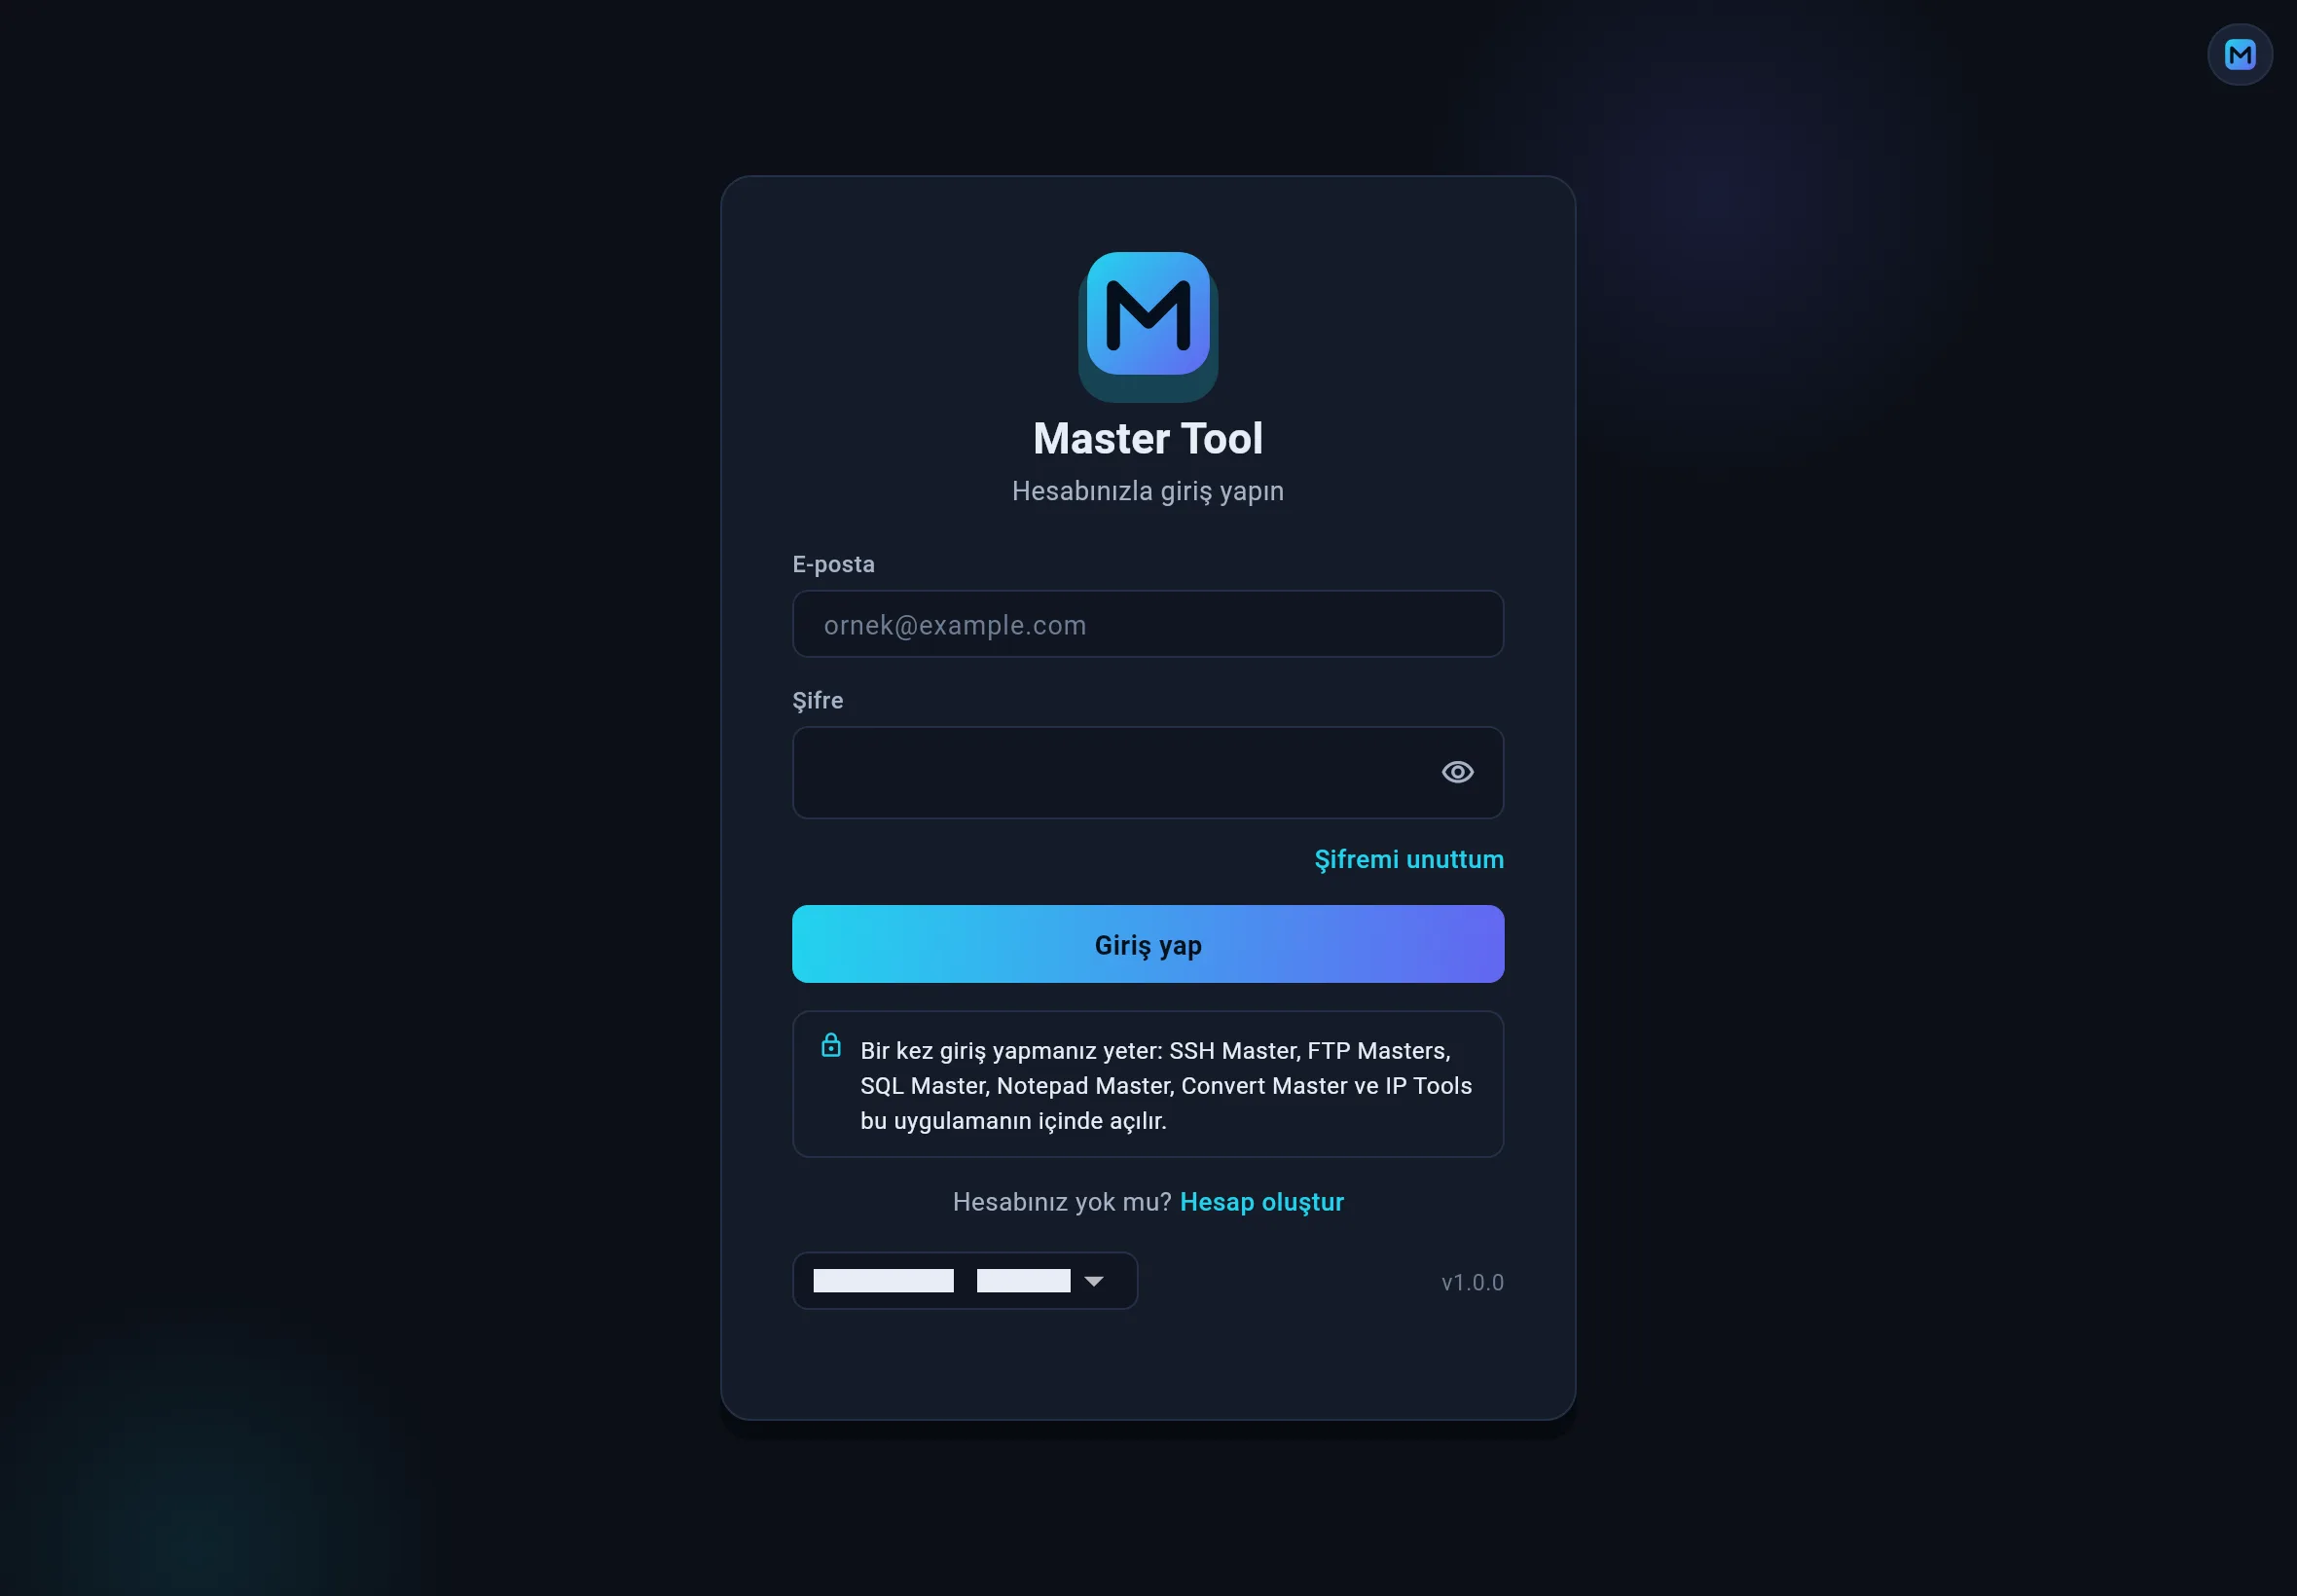 Master Tool
Hesabınızla giriş yapın
E-posta
ornek@example.com
Şifre
Şifremi unuttum
Giriş yap
Bir kez giriş yapmanız yeter: SSH Master, FTP Masters,
SQL Master, Notepad Master, Convert Master ve IP Tools
bu uygulamanın içinde açılır.
Hesabınız yok mu? Hesap oluştur
v1.0.0